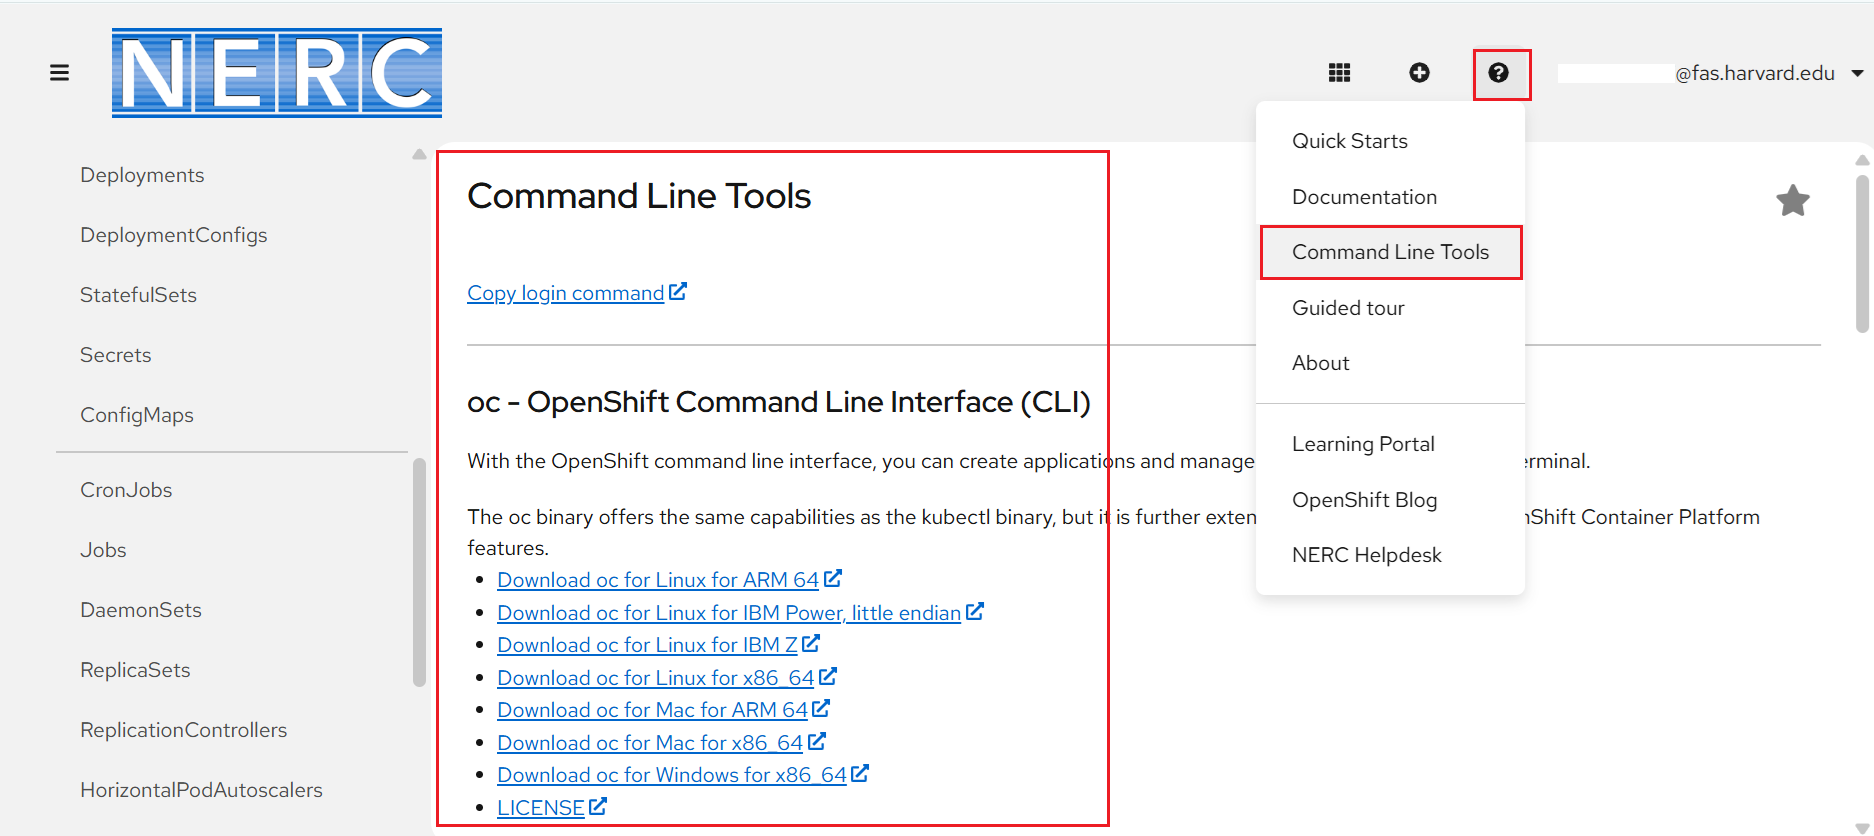 NERC
@fas.harvard.edu
Deployments
DeploymentConfigs
StatefulSets
Secrets
ConfigMaps
CronJobs
Jobs
DaemonSets
ReplicaSets
ReplicationControllers
HorizontalPodAutoscalers
Command Line Tools
Copy login command
oc - OpenShift Command Line Interface (CLI)
With the OpenShift command line interface, you can create applications and manage erminal.
The oc binary offers the same capabilities as the kubectl binary, but it is further exten nShift Container Platform
features.
Download oc for Linux for ARM 64
Download oc for Linux for IBM Power, little endian
Download oc for Linux for IBM Z
Download oc for Linux for x86_64
Download oc for Mac for ARM 64
Download oc for Mac for x86_64
Download oc for Windows for x86_64
LICENSE
Quick Starts
Documentation
Command Line Tools
Guided tour
About
Learning Portal
OpenShift Blog
NERC Helpdesk